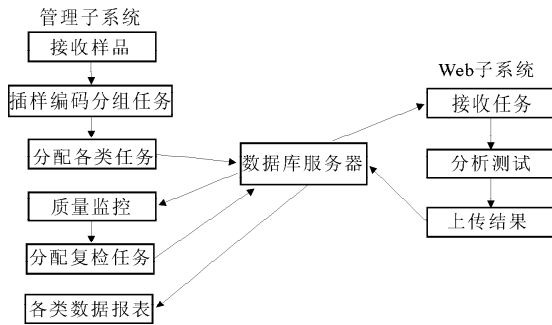 管理子系统
接收样品
插样编码分组任务
分配各类任务
质量监控
分配复检任务
各类数据报表
数据库服务器
Web子系统
接收任务
分析测试
上传结果